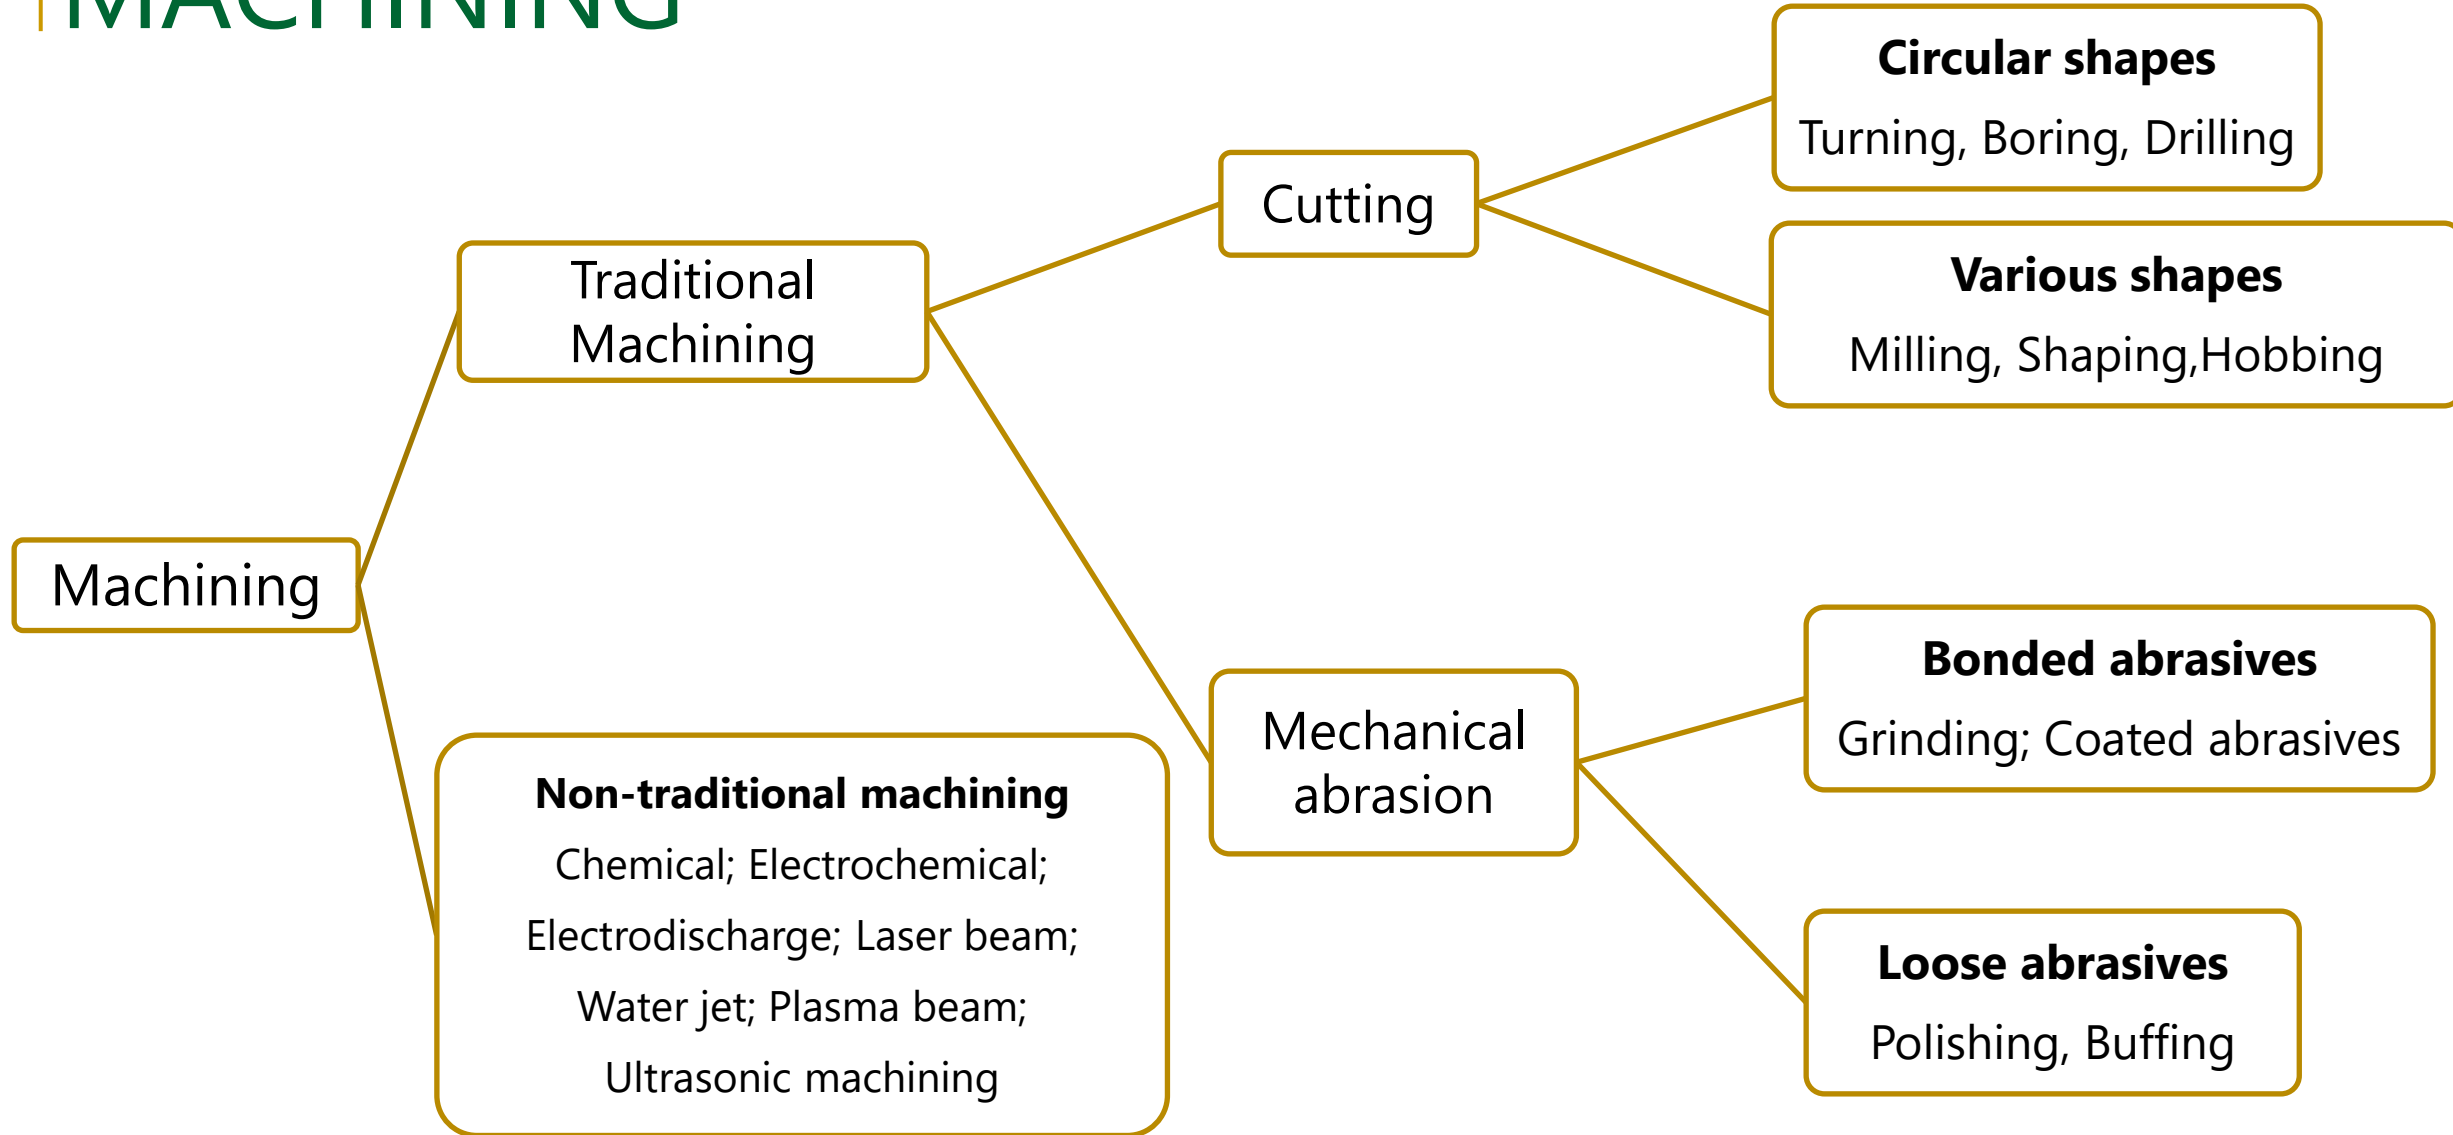 MACHINING
Circular shapes
Turning, Boring, Drilling
Cutting
Various shapes
Milling, Shaping,Hobbing
Traditional
Machining
Machining
Bonded abrasives
Grinding; Coated abrasives
Mechanical
abrasion
Non-traditional machining
Chemical; Electrochemical;
Electrodischarge; Laser beam;
Water jet; Plasma beam;
Ultrasonic machining
Loose abrasives
Polishing, Buffing